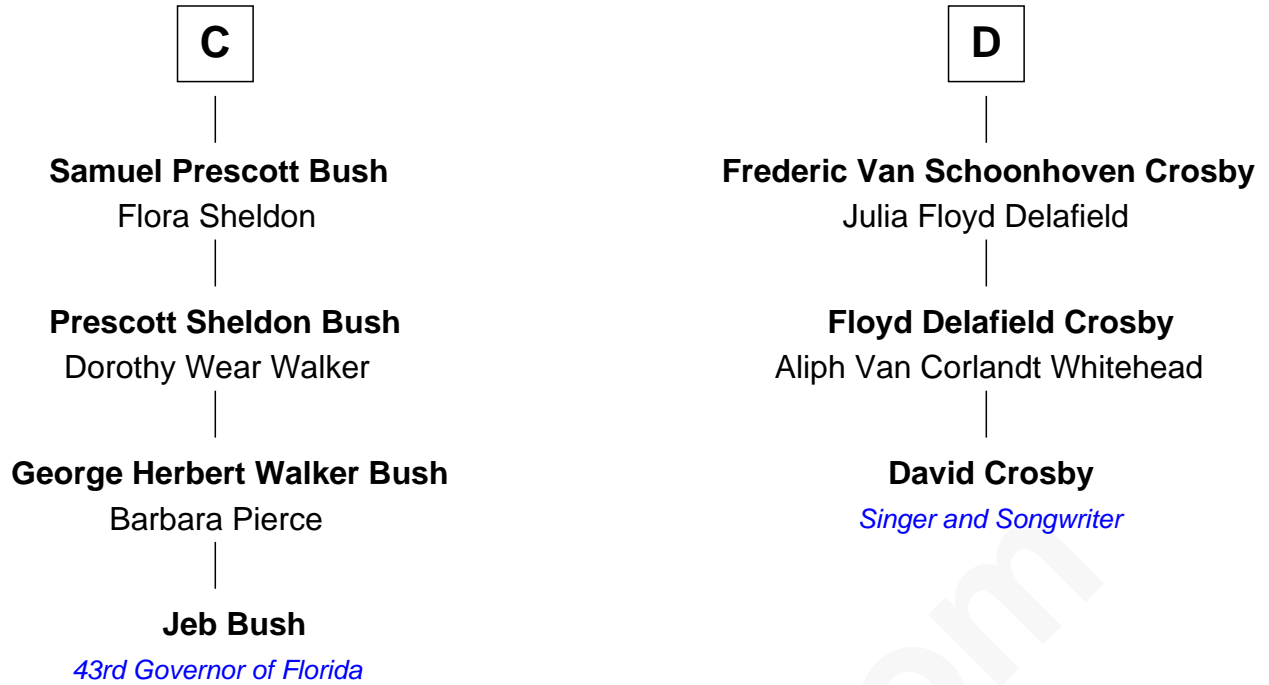 C
Samuel Prescott Bush
Flora Sheldon
Prescott Sheldon Bush
Dorothy Wear Walker
George Herbert Walker Bush
Barbara Pierce
Jeb Bush
43rd Governor of Florida
D
Frederic Van Schoonhoven Crosby
Julia Floyd Delafield
Floyd Delafield Crosby
Aliph Van Corlandt Whitehead
David Crosby
Singer and Songwriter